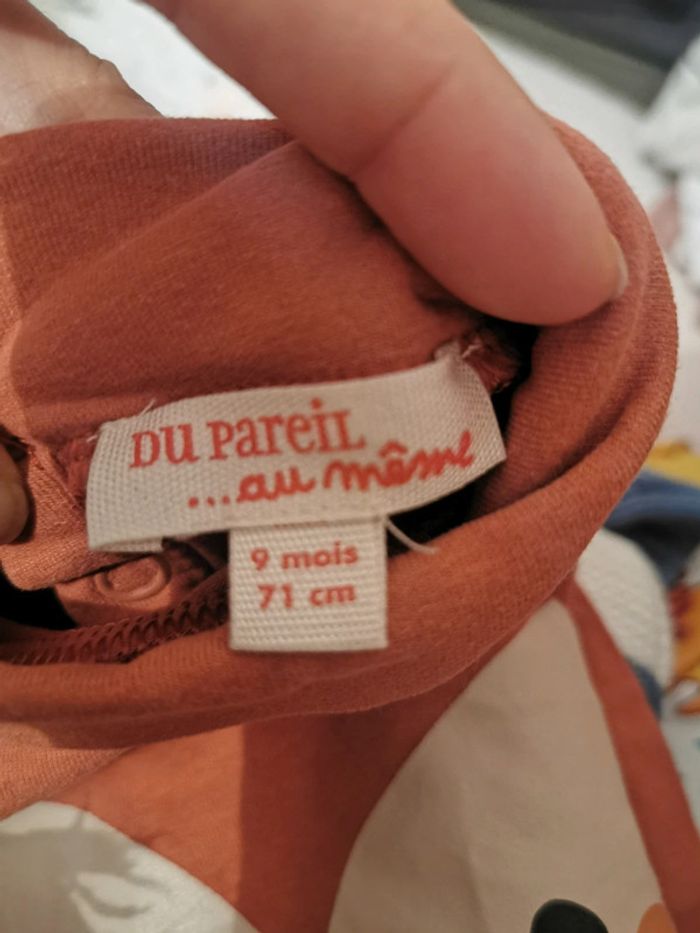 DU PAREIL
...au même
9 mois
71 cm